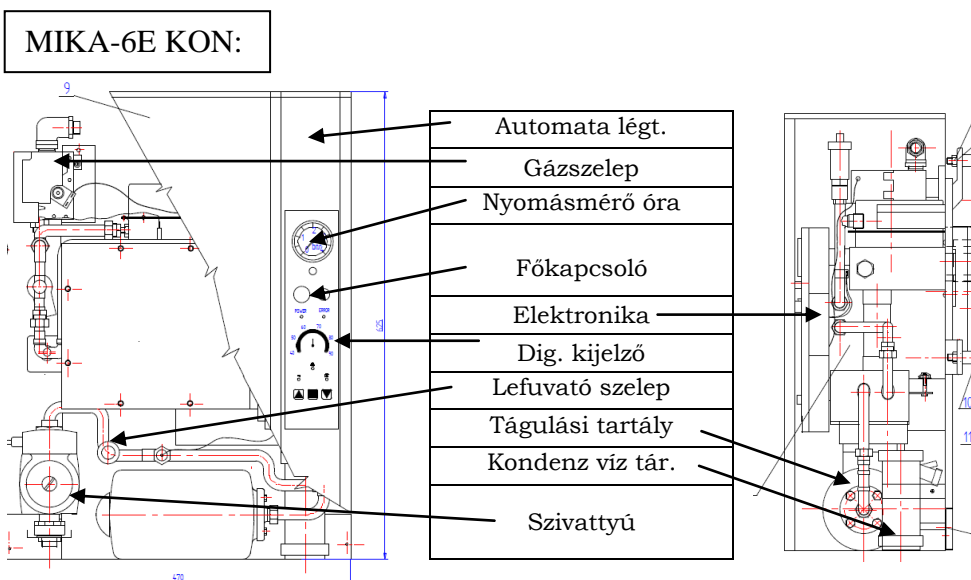 MIKA-6E KON:
9
Automata légt.
Gázszelep
Nyomásmérő óra
Főkapcsoló
POWER ERROR
Elektronika
Dig. kijelző
Lefuvató szelep
Tágulási tartály
Kondenz víz tár.
Szivattyú
625
470
10
11